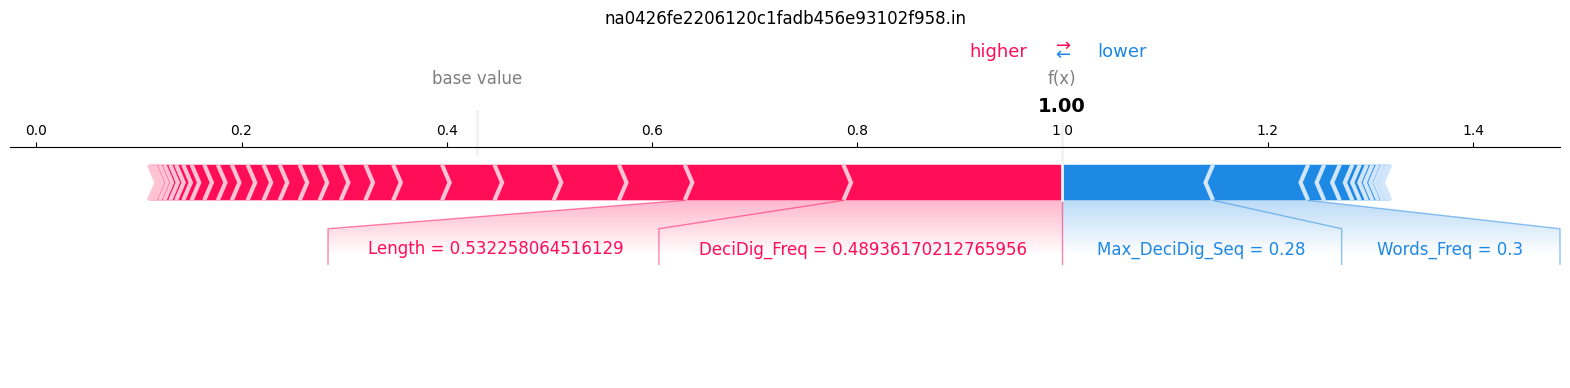 na0426fe2206120c1fadb456e93102f958.in
higher ⇄ lower
base value f(x)
1.00
0.0 0.2 0.4 0.6 0.8 1.0 1.2 1.4
Length = 0.532258064516129 DeciDig_Freq = 0.48936170212765956 Max_DeciDig_Seq = 0.28 Words_Freq = 0.3